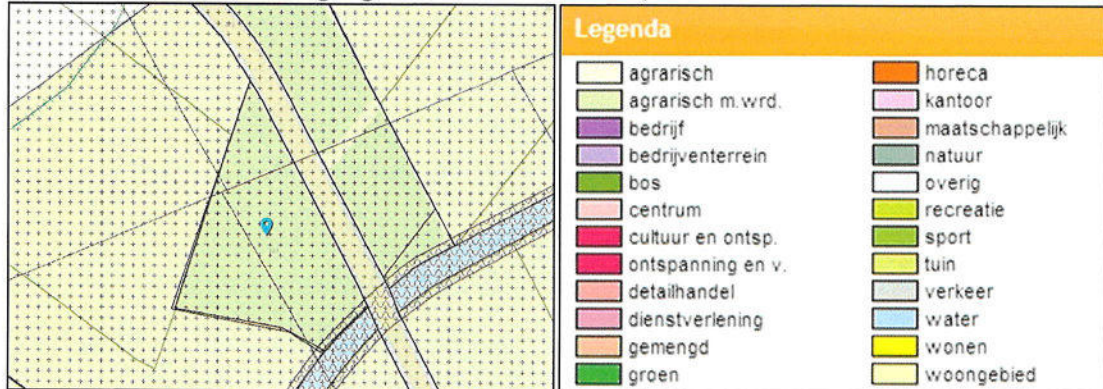 Legenda
agrarisch
agrarisch m.wrd.
bedrijf
bedrijventerrein
bos
centrum
cultuur en ontsp.
ontspanning en v.
detailhandel
dienstverlening
gemengd
groen
horeca
kantoor
maatschappelijk
natuur
overig
recreatie
sport
tuin
verkeer
water
wonen
woongebied